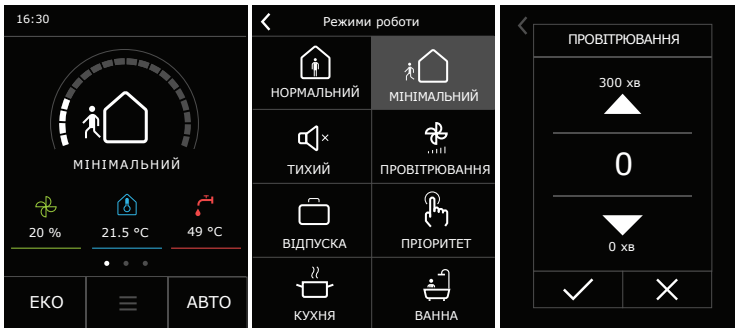 16:30
МІНІМАЛЬНИЙ
20 %
21.5 °C
49 °C
ЕКО
АВТО
Режими роботи
НОРМАЛЬНИЙ
МІНІМАЛЬНИЙ
ТИХИЙ
ПРОВІТРЮВАННЯ
ВІДПУСКА
ПРІОРИТЕТ
КУХНЯ
ВАННА
ПРОВІТРЮВАННЯ
300 хв
0
0 хв